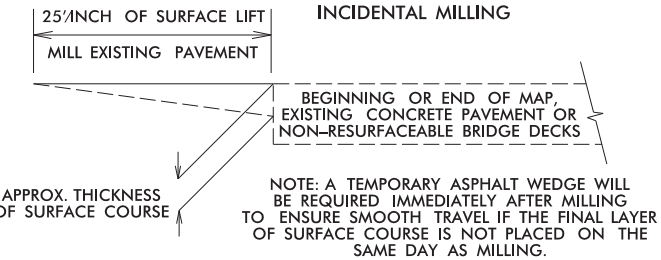 25'/INCH OF SURFACE LIFT
INCIDENTAL MILLING
MILL EXISTING PAVEMENT
BEGINNING OR END OF MAP,
EXISTING CONCRETE PAVEMENT OR
NON-RESURFACEABLE BRIDGE DECKS
APPROX. THICKNESS
OF SURFACE COURSE
NOTE: A TEMPORARY ASPHALT WEDGE WILL
BE REQUIRED IMMEDIATELY AFTER MILLING
TO ENSURE SMOOTH TRAVEL IF THE FINAL LAYER
OF SURFACE COURSE IS NOT PLACED ON THE
SAME DAY AS MILLING.